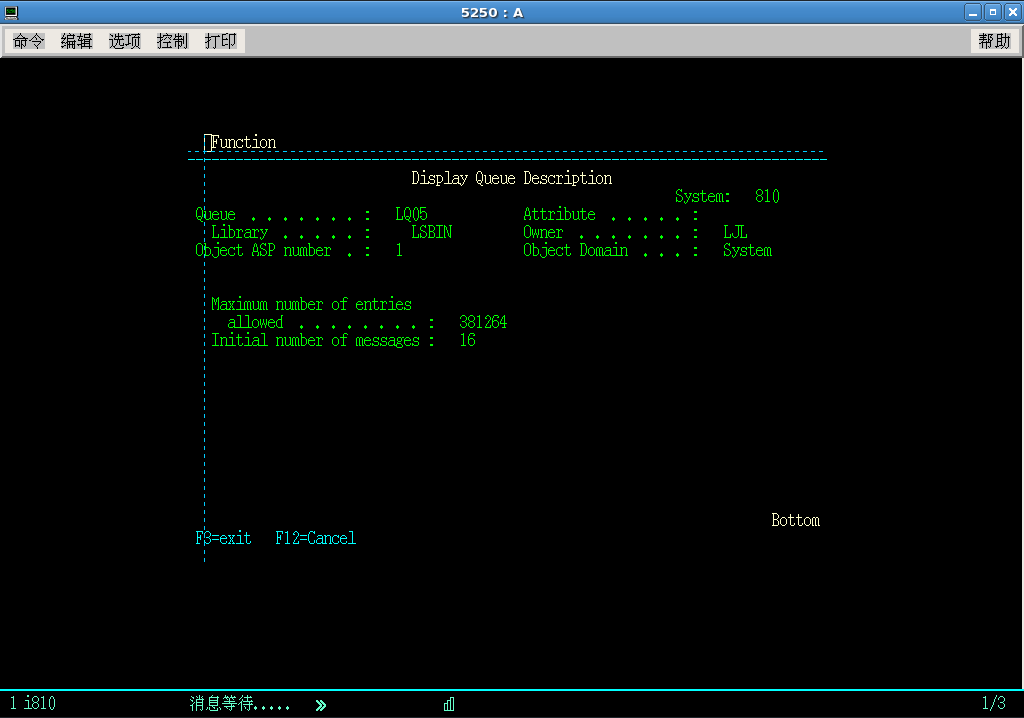 5250 : A
命令 编辑 选项 控制 打印 帮助
Function
Display Queue Description
System: 810
Queue . . . . . . . : LQ05 Attribute . . . . . :
Library . . . . . . : LSBIN Owner . . . . . . . : LJL
Object ASP number . : 1 Object Domain . . . : System
Maximum number of entries
allowed . . . . . . . . : 381264
Initial number of messages : 16
Bottom
F3=exit F12=Cancel
1 i810 消息等待..... » 1/3